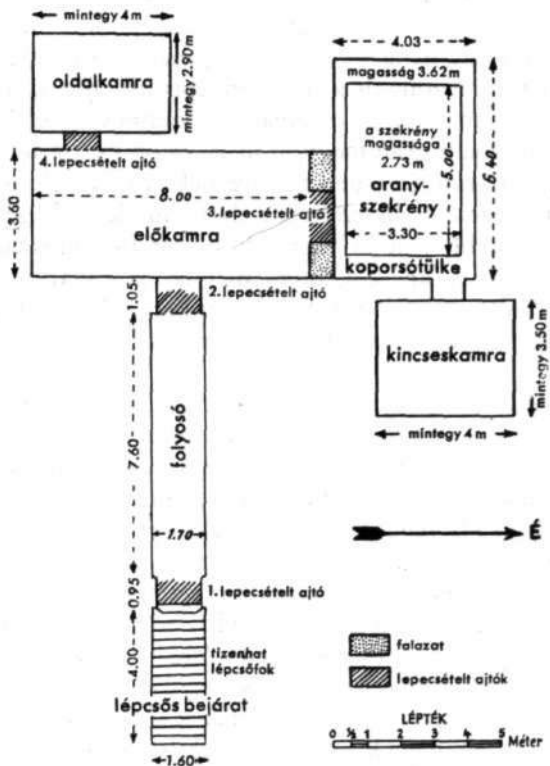 mintegy 4 m
mintegy 2.90 m
oldalkamra
4.03
magasság 3.62 m
a szekrény
magassága
2.73 m
arany-
szekrény
5.00
6.40
3.30
koporsótülke
4. lepecsételt ajtó
3.60
8.00
3. lepecsételt ajtó
előkamra
2. lepecsételt ajtó
1.05
kincseskamra
mintegy 3.50 m
mintegy 4 m
folyosó
7.60
1.70
É
1. lepecsételt ajtó
0.95
tizenhat
lépcsőfok
4.00
lépcsős bejárat
1.60
falazat
lepecsételt ajtók
LÉPTÉK
0 ½ 1 2 3 4 5 Méter